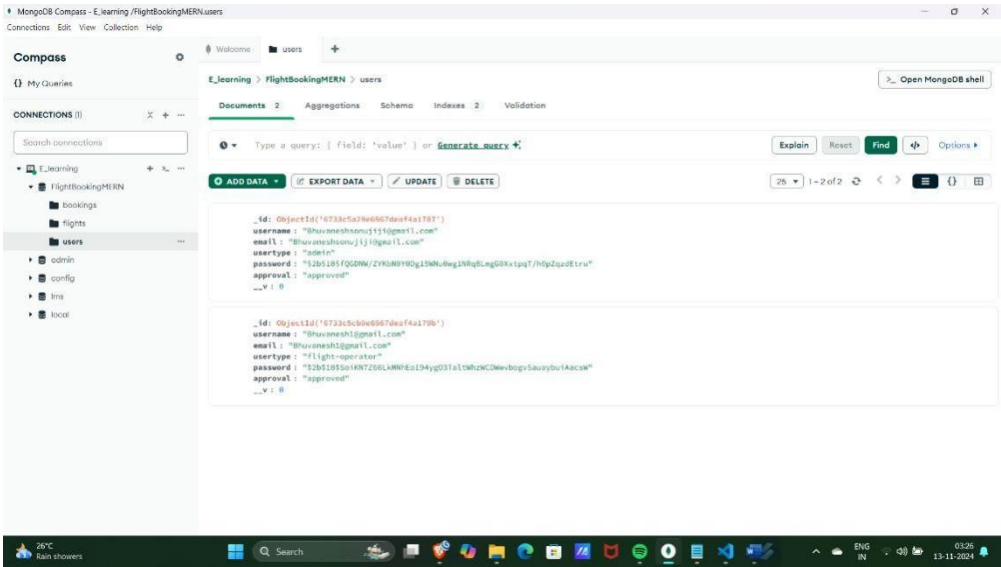 MongoDB Compass - E_learning /FlightBookingMERN.users
Connections Edit View Collection Help
Compass
{} My Queries
CONNECTIONS (1)
Search connections
E_learning
FlightBookingMERN
bookings
flights
users
admin
config
lms
local
Welcome
users
E_learning > FlightBookingMERN > users
>_ Open MongoDB shell
Documents 2 Aggregations Schema Indexes 2 Validation
Type a query: { field: 'value' } or Generate query
Explain Reset Find </> Options
ADD DATA EXPORT DATA UPDATE DELETE
25 1-2 of 2
_id: ObjectId(
username : "Bhuvaneshsonujiji@gmail.com"
email : "Bhuvaneshsonujiji@gmail.com"
usertype : "admin"
password :
approval : "approved"
__v : 0
_id: ObjectId(
username : "Bhuvanesh1@gmail.com"
email : "Bhuvanesh1@gmail.com"
usertype : "flight-operator"
password :
approval : "approved"
__v : 0
26°C
Rain showers
Search
ENG
IN
03:26
13-11-2024